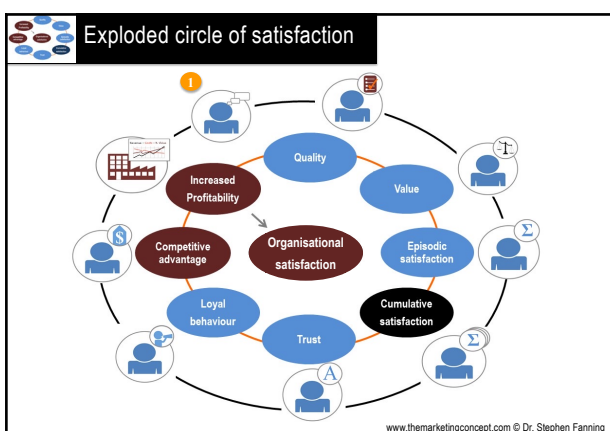 Exploded circle of satisfaction
1
Quality
Value
Episodic
satisfaction
Cumulative
satisfaction
Trust
Loyal
behaviour
Competitive
advantage
Increased
Profitability
Organisational
satisfaction
$
Σ
Σ
A
www.themarketingconcept.com © Dr. Stephen Fanning